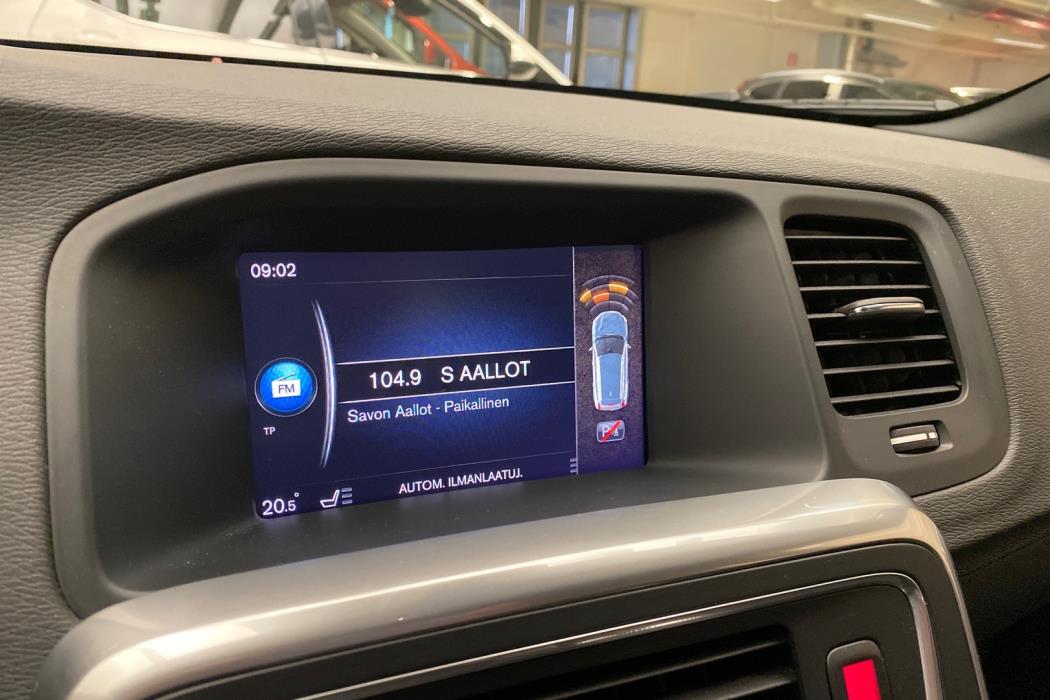 09:02
FM
104.9 S AALLOT
Savon Aallot - Paikallinen
TP
AUTOM. ILMANLAATUJ.
20.5°